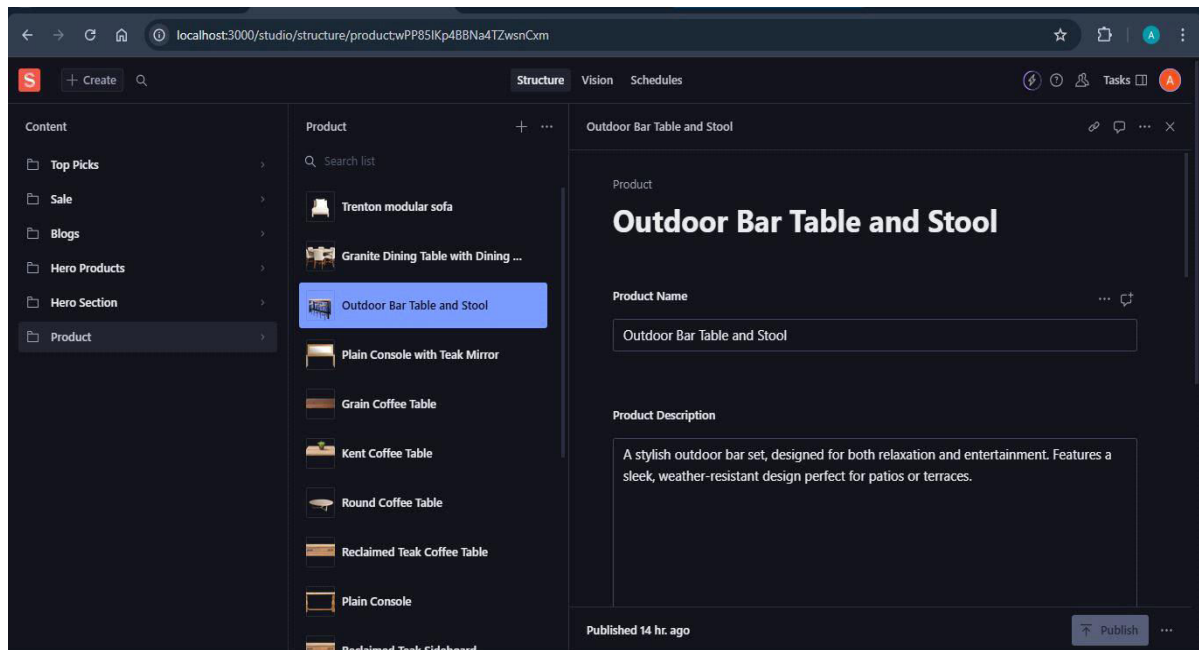 localhost:3000/studio/structure/product;wPP85IKp4BBNa4TZwsnCxm
A
S
+ Create
Structure
Vision
Schedules
Tasks
A
Content
Top Picks
Sale
Blogs
Hero Products
Hero Section
Product
Product
Search list
Trenton modular sofa
Granite Dining Table with Dining ...
Outdoor Bar Table and Stool
Plain Console with Teak Mirror
Grain Coffee Table
Kent Coffee Table
Round Coffee Table
Reclaimed Teak Coffee Table
Plain Console
Reclaimed Teak Sideboard
Outdoor Bar Table and Stool
Product
Outdoor Bar Table and Stool
Product Name
Outdoor Bar Table and Stool
Product Description
A stylish outdoor bar set, designed for both relaxation and entertainment. Features a
sleek, weather-resistant design perfect for patios or terraces.
Published 14 hr. ago
Publish